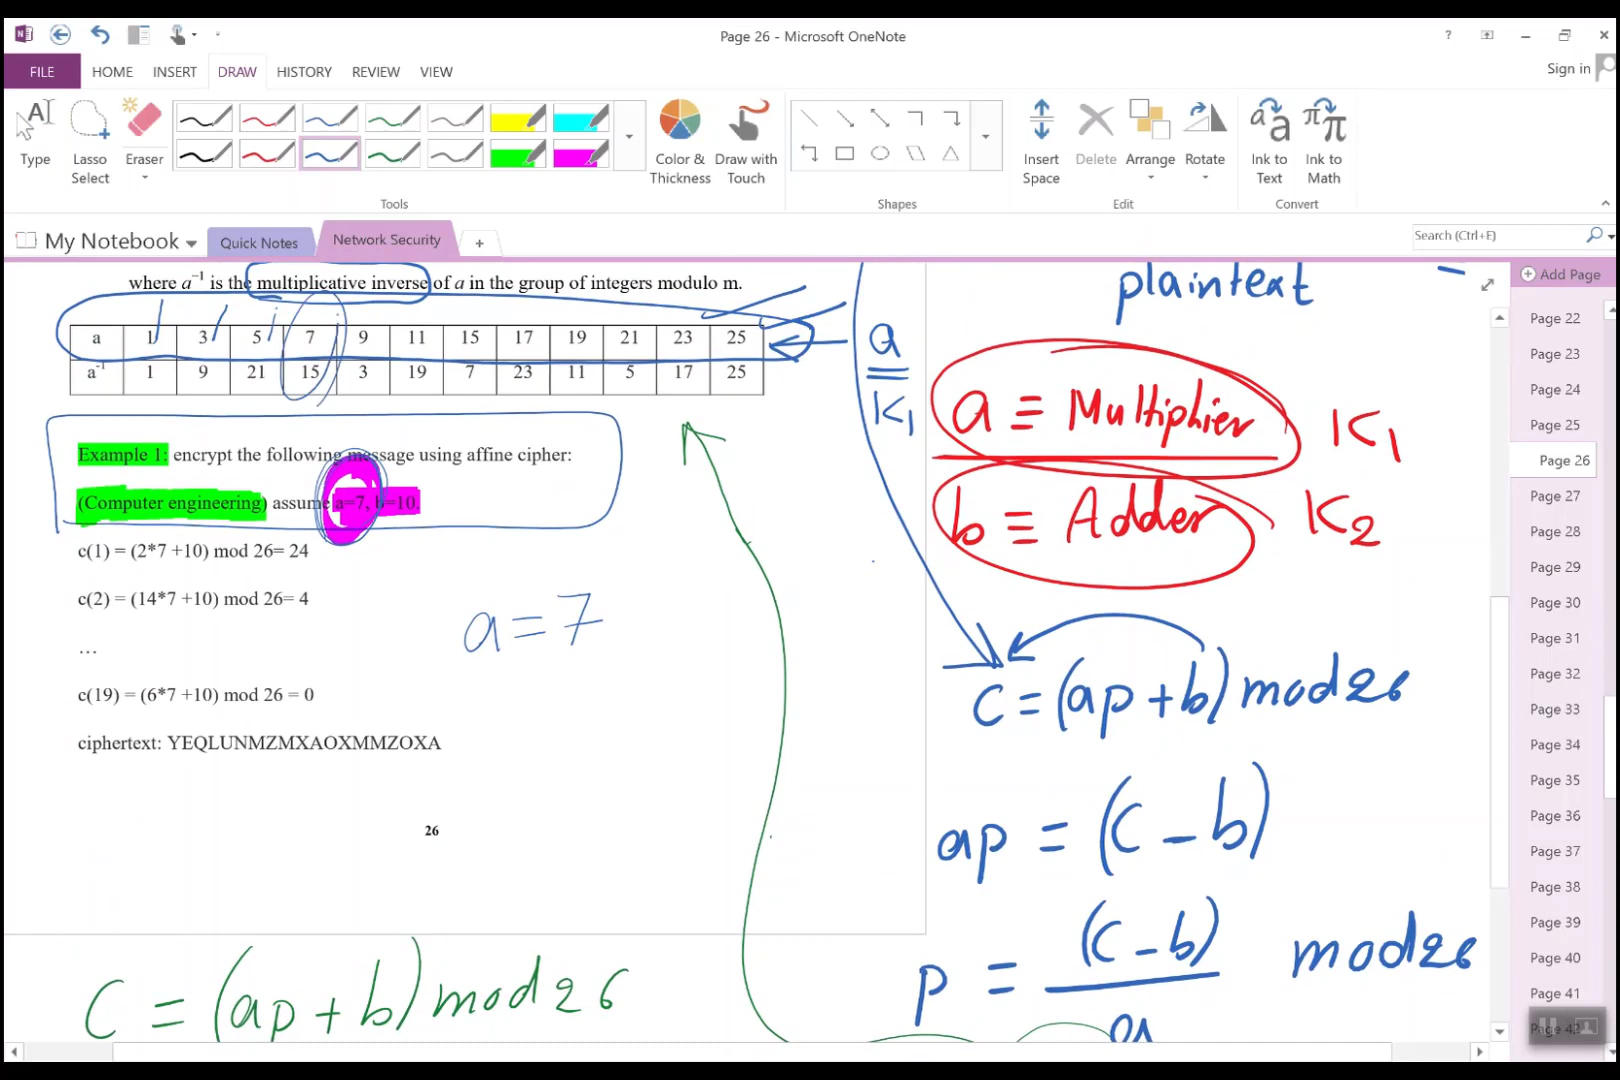 Page 26 - Microsoft OneNote
?
FILE HOME INSERT DRAW HISTORY REVIEW VIEW
Sign in
Type
Lasso Select
Eraser
Color & Thickness
Draw with Touch
Insert Space
Delete
Arrange
Rotate
Ink to Text
Ink to Math
Tools
Shapes
Edit
Convert
My Notebook
Quick Notes
Network Security
+
Search (Ctrl+E)
where a⁻¹ is the multiplicative inverse of a in the group of integers modulo m.
a 1 3 5 7 9 11 15 17 19 21 23 25
a⁻¹ 1 9 21 15 3 19 7 23 11 5 17 25
Example 1: encrypt the following message using affine cipher:
(Computer engineering) assume a=7, b=10.
c(1) = (2*7 +10) mod 26= 24
c(2) = (14*7 +10) mod 26= 4
...
c(19) = (6*7 +10) mod 26 = 0
ciphertext: YEQLUNMZMXAOXMMZOXA
26
a = 7
C = (ap + b) mod 26
a
K1
plaintext
a ≡ Multiplier K1
b ≡ Adder K2
C = (ap + b) mod 26
ap = (C - b)
P = (C - b) mod 26
a
Add Page
Page 22
Page 23
Page 24
Page 25
Page 26
Page 27
Page 28
Page 29
Page 30
Page 31
Page 32
Page 33
Page 34
Page 35
Page 36
Page 37
Page 38
Page 39
Page 40
Page 41
Page 42